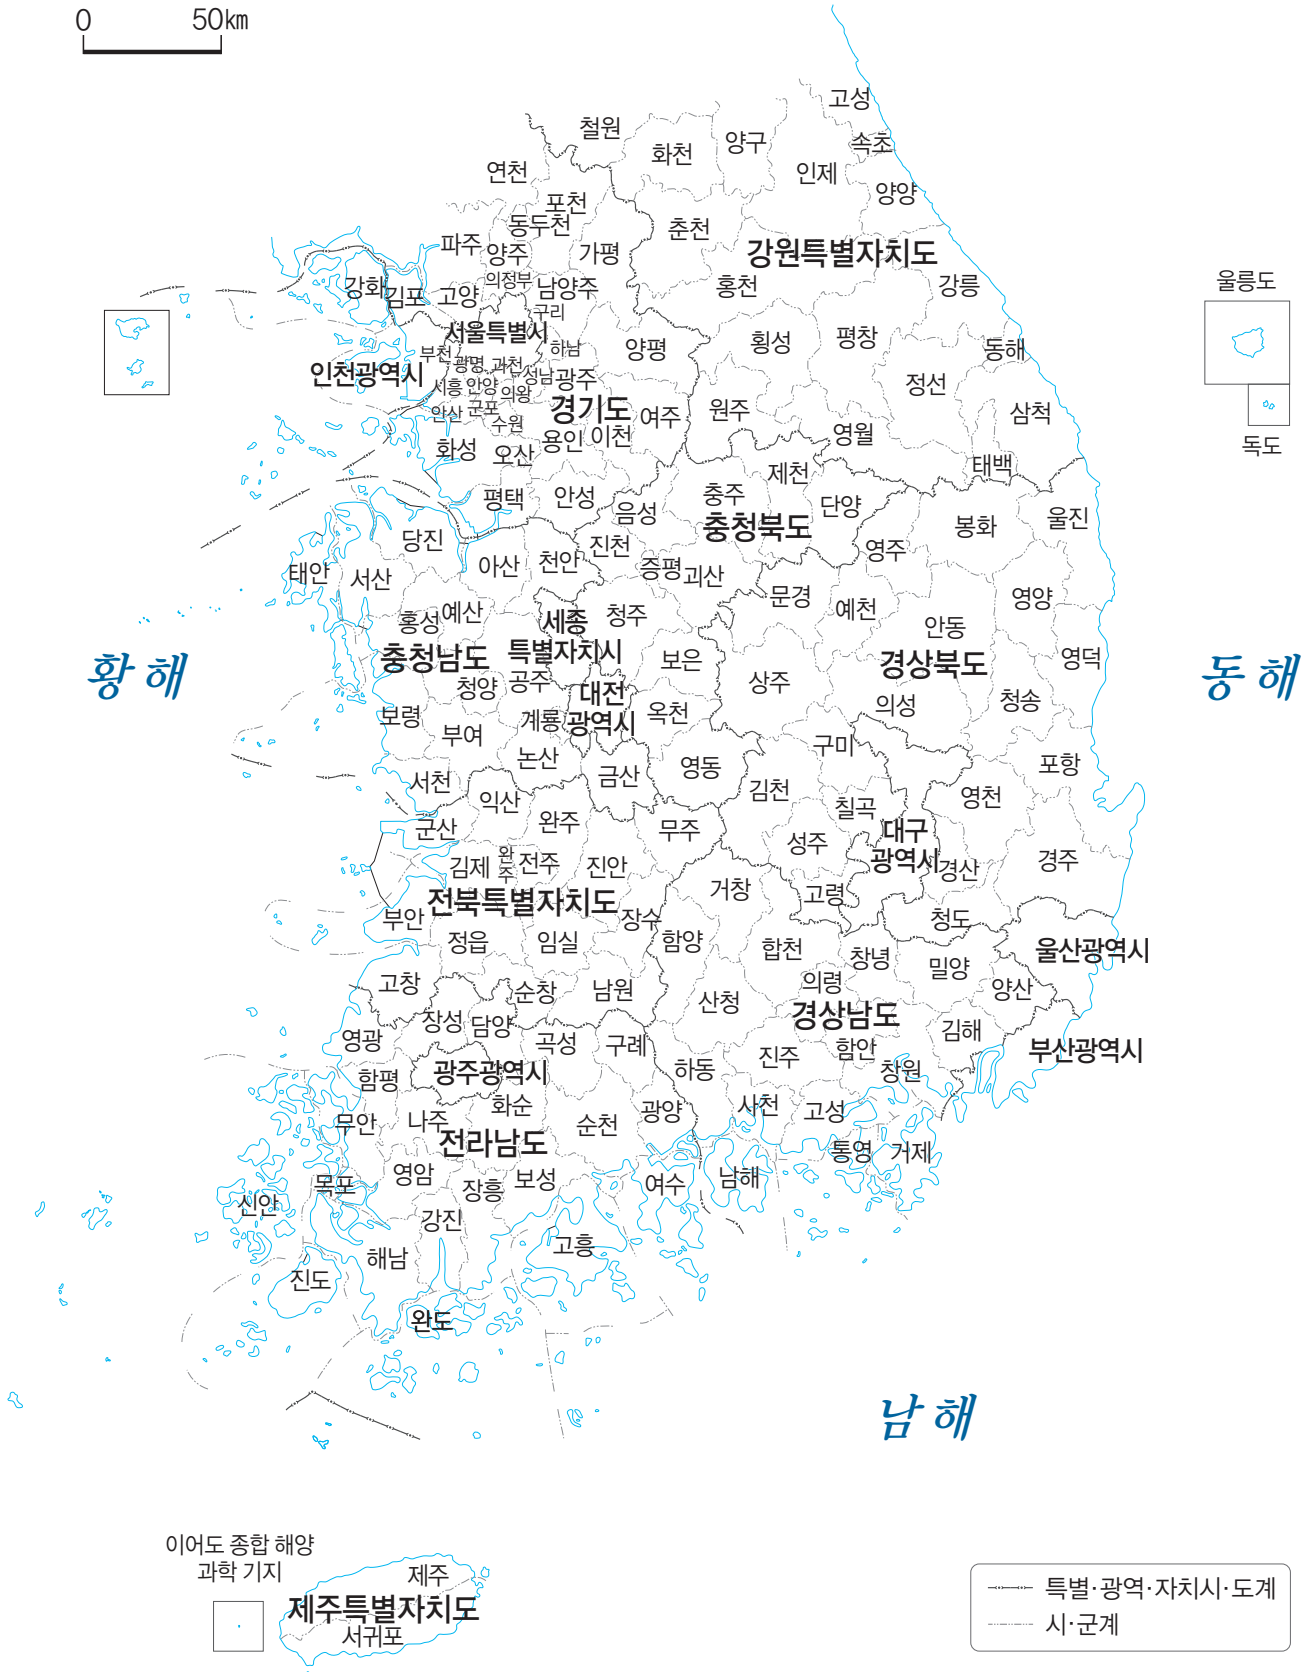 0 50km
고성
철원
화천
양구
속초
인제
연천
양양
포천
동두천
춘천
파주
양주
가평
강원특별자치도
의정부
홍천
강화
김포
고양
남양주
강릉
울릉도
구리
서울특별시
부천
하남
양평
횡성
평창
동해
인천광역시
광명
과천
성남
광주
정선
시흥
안양
의왕
경기도
여주
원주
삼척
안산
군포
수원
용인
이천
영월
독도
화성
오산
태백
제천
평택
안성
음성
충주
단양
충청북도
봉화
울진
당진
진천
영주
아산
천안
증평
괴산
태안
서산
문경
예천
영양
홍성
예산
세종
특별자치시
청주
안동
충청남도
보은
경상북도
영덕
황해
동해
청양
공주
대전
광역시
상주
의성
청송
보령
부여
계룡
옥천
구미
논산
금산
영동
김천
포항
서천
익산
칠곡
영천
군산
완주
무주
성주
대구
광역시
김제
완주
전주
진안
경산
경주
전북특별자치도
거창
고령
부안
장수
청도
정읍
임실
함양
합천
창녕
밀양
울산광역시
고창
순창
남원
산청
의령
양산
장성
담양
경상남도
영광
곡성
구례
진주
함안
김해
부산광역시
함평
광주광역시
하동
창원
무안
나주
화순
순천
광양
사천
고성
전라남도
통영
거제
목포
영암
장흥
보성
여수
남해
신안
강진
고흥
해남
진도
완도
남해
이어도 종합 해양
과학 기지
제주
제주특별자치도
서귀포
특별·광역·자치시·도계
시·군계